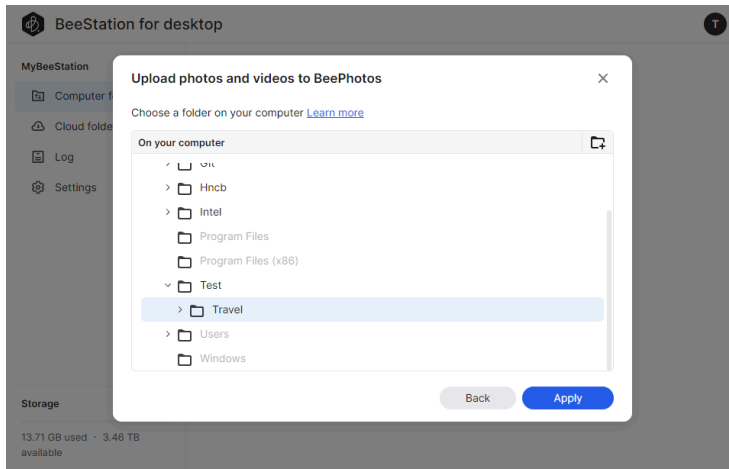 BeeStation for desktop
T
MyBeeStation
Computer f
Cloud folde
Log
Settings
Storage
13.71 GB used · 3.46 TB
available
Upload photos and videos to BeePhotos
Choose a folder on your computer Learn more
On your computer
Git
Hncb
Intel
Program Files
Program Files (x86)
Test
Travel
Users
Windows
Back
Apply